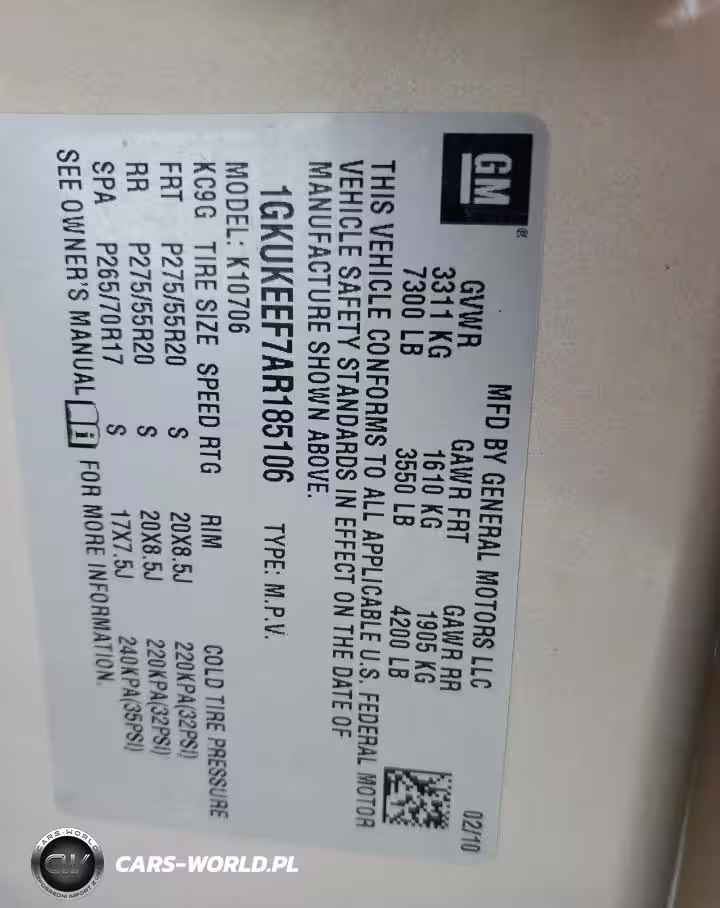 GM®
MFD BY GENERAL MOTORS LLC 02/10
GVWR GAWR FRT GAWR RR
3311 KG 1610 KG 1905 KG
7300 LB 3550 LB 4200 LB
THIS VEHICLE CONFORMS TO ALL APPLICABLE U.S. FEDERAL MOTOR
VEHICLE SAFETY STANDARDS IN EFFECT ON THE DATE OF
MANUFACTURE SHOWN ABOVE.
1GKUKEEF7AR185106 TYPE: M.P.V.
MODEL: K10706
KC9G TIRE SIZE SPEED RTG RIM COLD TIRE PRESSURE
FRT P275/55R20 S 20X8.5J 220KPA(32PSI)
RR P275/55R20 S 20X8.5J 220KPA(32PSI)
SPA P265/70R17 S 17X7.5J 240KPA(35PSI)
SEE OWNER'S MANUAL i FOR MORE INFORMATION.
CARS-WORLD
CW
CARS-WORLD.PL